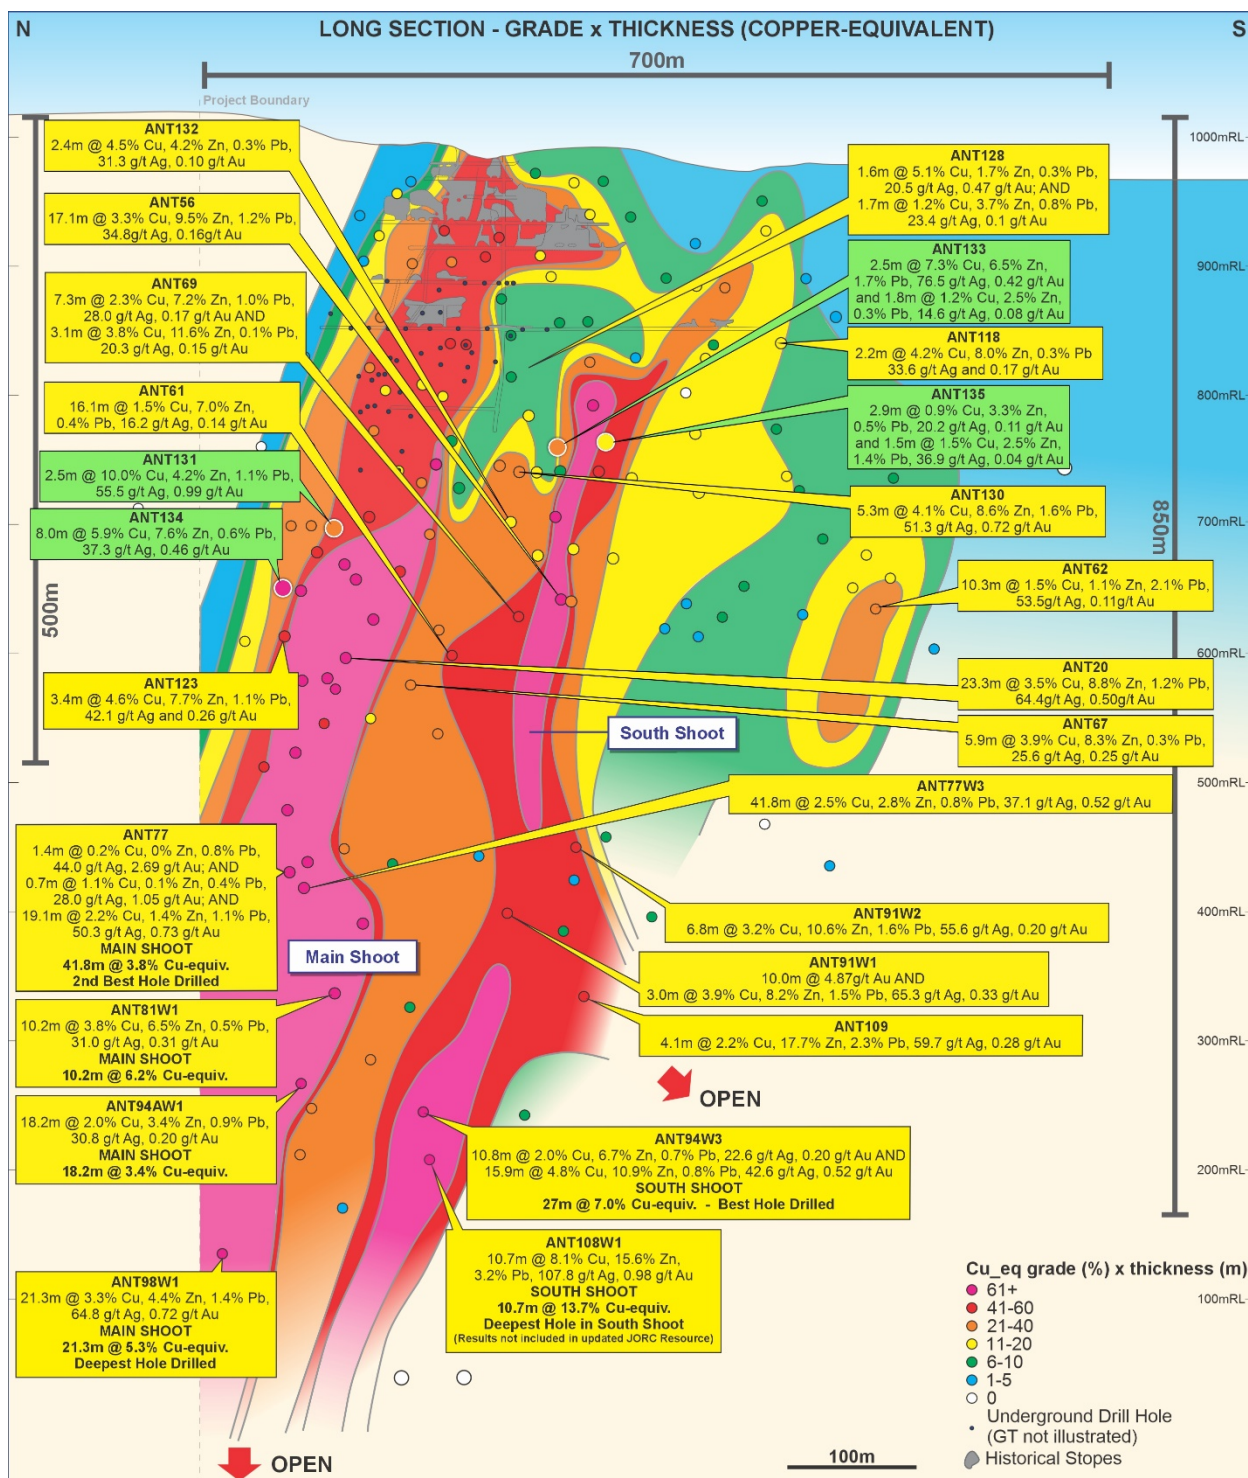 N
LONG SECTION - GRADE x THICKNESS (COPPER-EQUIVALENT)
S
700m
Project Boundary
500m
850m
1000mRL
900mRL
800mRL
700mRL
600mRL
500mRL
400mRL
300mRL
200mRL
100mRL
ANT132
2.4m @ 4.5% Cu, 4.2% Zn, 0.3% Pb,
31.3 g/t Ag, 0.10 g/t Au
ANT56
17.1m @ 3.3% Cu, 9.5% Zn, 1.2% Pb,
34.8g/t Ag, 0.16g/t Au
ANT69
7.3m @ 2.3% Cu, 7.2% Zn, 1.0% Pb,
28.0 g/t Ag, 0.17 g/t Au AND
3.1m @ 3.8% Cu, 11.6% Zn, 0.1% Pb,
20.3 g/t Ag, 0.15 g/t Au
ANT61
16.1m @ 1.5% Cu, 7.0% Zn,
0.4% Pb, 16.2 g/t Ag, 0.14 g/t Au
ANT131
2.5m @ 10.0% Cu, 4.2% Zn, 1.1% Pb,
55.5 g/t Ag, 0.99 g/t Au
ANT134
8.0m @ 5.9% Cu, 7.6% Zn, 0.6% Pb,
37.3 g/t Ag, 0.46 g/t Au
ANT123
3.4m @ 4.6% Cu, 7.7% Zn, 1.1% Pb,
42.1 g/t Ag and 0.26 g/t Au
ANT77
1.4m @ 0.2% Cu, 0% Zn, 0.8% Pb,
44.0 g/t Ag, 2.69 g/t Au; AND
0.7m @ 1.1% Cu, 0.1% Zn, 0.4% Pb,
28.0 g/t Ag, 1.05 g/t Au; AND
19.1m @ 2.2% Cu, 1.4% Zn, 1.1% Pb,
50.3 g/t Ag, 0.73 g/t Au
MAIN SHOOT
41.8m @ 3.8% Cu-equiv.
2nd Best Hole Drilled
ANT81W1
10.2m @ 3.8% Cu, 6.5% Zn, 0.5% Pb,
31.0 g/t Ag, 0.31 g/t Au
MAIN SHOOT
10.2m @ 6.2% Cu-equiv.
ANT94AW1
18.2m @ 2.0% Cu, 3.4% Zn, 0.9% Pb,
30.8 g/t Ag, 0.20 g/t Au
MAIN SHOOT
18.2m @ 3.4% Cu-equiv.
ANT98W1
21.3m @ 3.3% Cu, 4.4% Zn, 1.4% Pb,
64.8 g/t Ag, 0.72 g/t Au
MAIN SHOOT
21.3m @ 5.3% Cu-equiv.
Deepest Hole Drilled
ANT128
1.6m @ 5.1% Cu, 1.7% Zn, 0.3% Pb,
20.5 g/t Ag, 0.47 g/t Au; AND
1.7m @ 1.2% Cu, 3.7% Zn, 0.8% Pb,
23.4 g/t Ag, 0.1 g/t Au
ANT133
2.5m @ 7.3% Cu, 6.5% Zn,
1.7% Pb, 76.5 g/t Ag, 0.42 g/t Au
and 1.8m @ 1.2% Cu, 2.5% Zn,
0.3% Pb, 14.6 g/t Ag, 0.08 g/t Au
ANT118
2.2m @ 4.2% Cu, 8.0% Zn, 0.3% Pb
33.6 g/t Ag and 0.17 g/t Au
ANT135
2.9m @ 0.9% Cu, 3.3% Zn,
0.5% Pb, 20.2 g/t Ag, 0.11 g/t Au
and 1.5m @ 1.5% Cu, 2.5% Zn,
1.4% Pb, 36.9 g/t Ag, 0.04 g/t Au
ANT130
5.3m @ 4.1% Cu, 8.6% Zn, 1.6% Pb,
51.3 g/t Ag, 0.72 g/t Au
ANT62
10.3m @ 1.5% Cu, 1.1% Zn, 2.1% Pb,
53.5g/t Ag, 0.11g/t Au
ANT20
23.3m @ 3.5% Cu, 8.8% Zn, 1.2% Pb,
64.4g/t Ag, 0.50g/t Au
ANT67
5.9m @ 3.9% Cu, 8.3% Zn, 0.3% Pb,
25.6 g/t Ag, 0.25 g/t Au
South Shoot
ANT77W3
41.8m @ 2.5% Cu, 2.8% Zn, 0.8% Pb, 37.1 g/t Ag, 0.52 g/t Au
Main Shoot
ANT91W2
6.8m @ 3.2% Cu, 10.6% Zn, 1.6% Pb, 55.6 g/t Ag, 0.20 g/t Au
ANT91W1
10.0m @ 4.87g/t Au AND
3.0m @ 3.9% Cu, 8.2% Zn, 1.5% Pb, 65.3 g/t Ag, 0.33 g/t Au
ANT109
4.1m @ 2.2% Cu, 17.7% Zn, 2.3% Pb, 59.7 g/t Ag, 0.28 g/t Au
OPEN
ANT94W3
10.8m @ 2.0% Cu, 6.7% Zn, 0.7% Pb, 22.6 g/t Ag, 0.20 g/t Au AND
15.9m @ 4.8% Cu, 10.9% Zn, 0.8% Pb, 42.6 g/t Ag, 0.52 g/t Au
SOUTH SHOOT
27m @ 7.0% Cu-equiv. - Best Hole Drilled
ANT108W1
10.7m @ 8.1% Cu, 15.6% Zn,
3.2% Pb, 107.8 g/t Ag, 0.98 g/t Au
SOUTH SHOOT
10.7m @ 13.7% Cu-equiv.
Deepest Hole in South Shoot
(Results not included in updated JORC Resource)
OPEN
Cu_eq grade (%) x thickness (m)
61+
41-60
21-40
11-20
6-10
1-5
0
Underground Drill Hole
(GT not illustrated)
Historical Stopes
100m